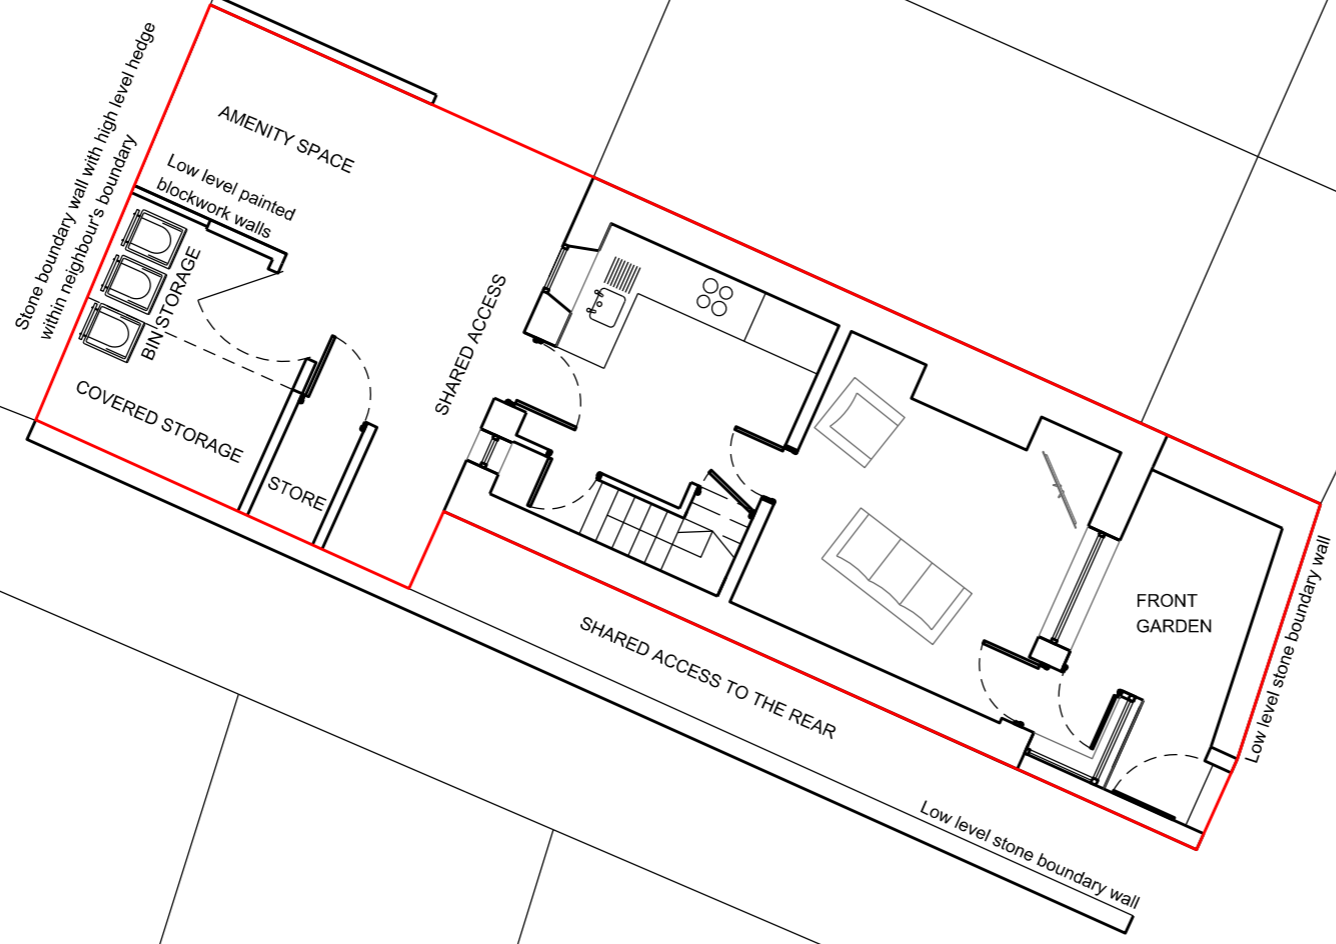 Stone boundary wall with high level hedge
within neighbour's boundary
AMENITY SPACE
Low level painted
blockwork walls
BIN STORAGE
COVERED STORAGE
STORE
SHARED ACCESS
SHARED ACCESS TO THE REAR
FRONT
GARDEN
Low level stone boundary wall
Low level stone boundary wall